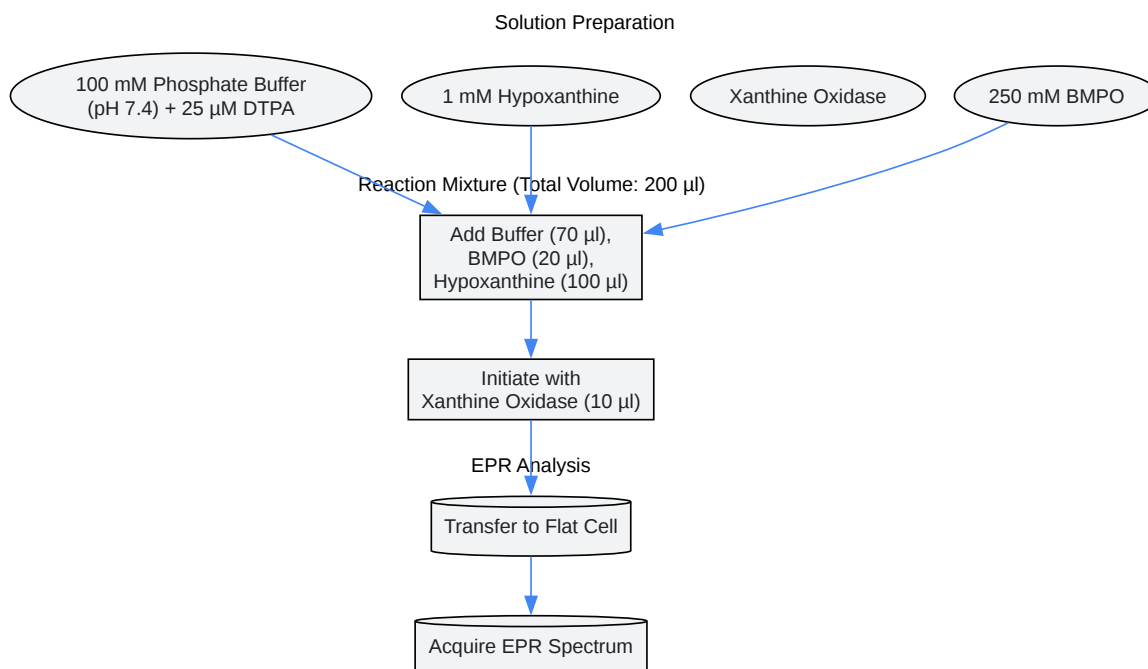 Solution Preparation
100 mM Phosphate Buffer
(pH 7.4) + 25 µM DTPA
1 mM Hypoxanthine
Xanthine Oxidase
250 mM BMPO
Reaction Mixture (Total Volume: 200 µl)
Add Buffer (70 µl),
BMPO (20 µl),
Hypoxanthine (100 µl)
Initiate with
Xanthine Oxidase (10 µl)
EPR Analysis
Transfer to Flat Cell
Acquire EPR Spectrum